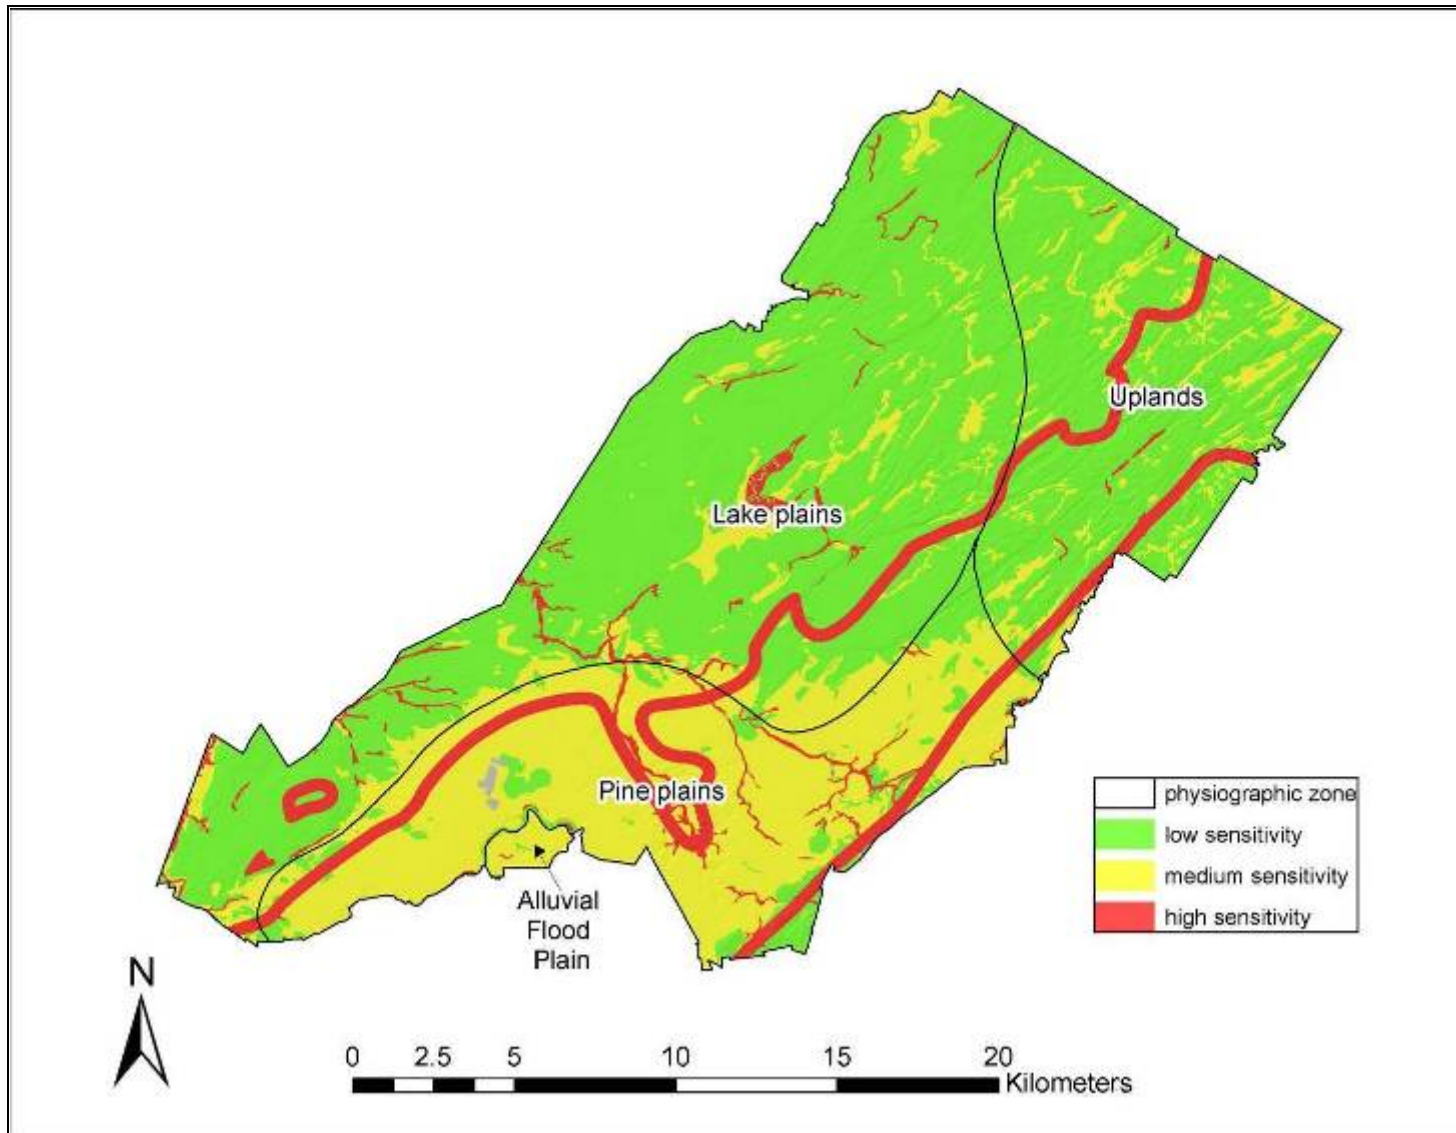 Uplands
Lake plains
Pine plains
Alluvial
Flood
Plain
physiographic zone
low sensitivity
medium sensitivity
high sensitivity
N
0 2.5 5 10 15 20
Kilometers